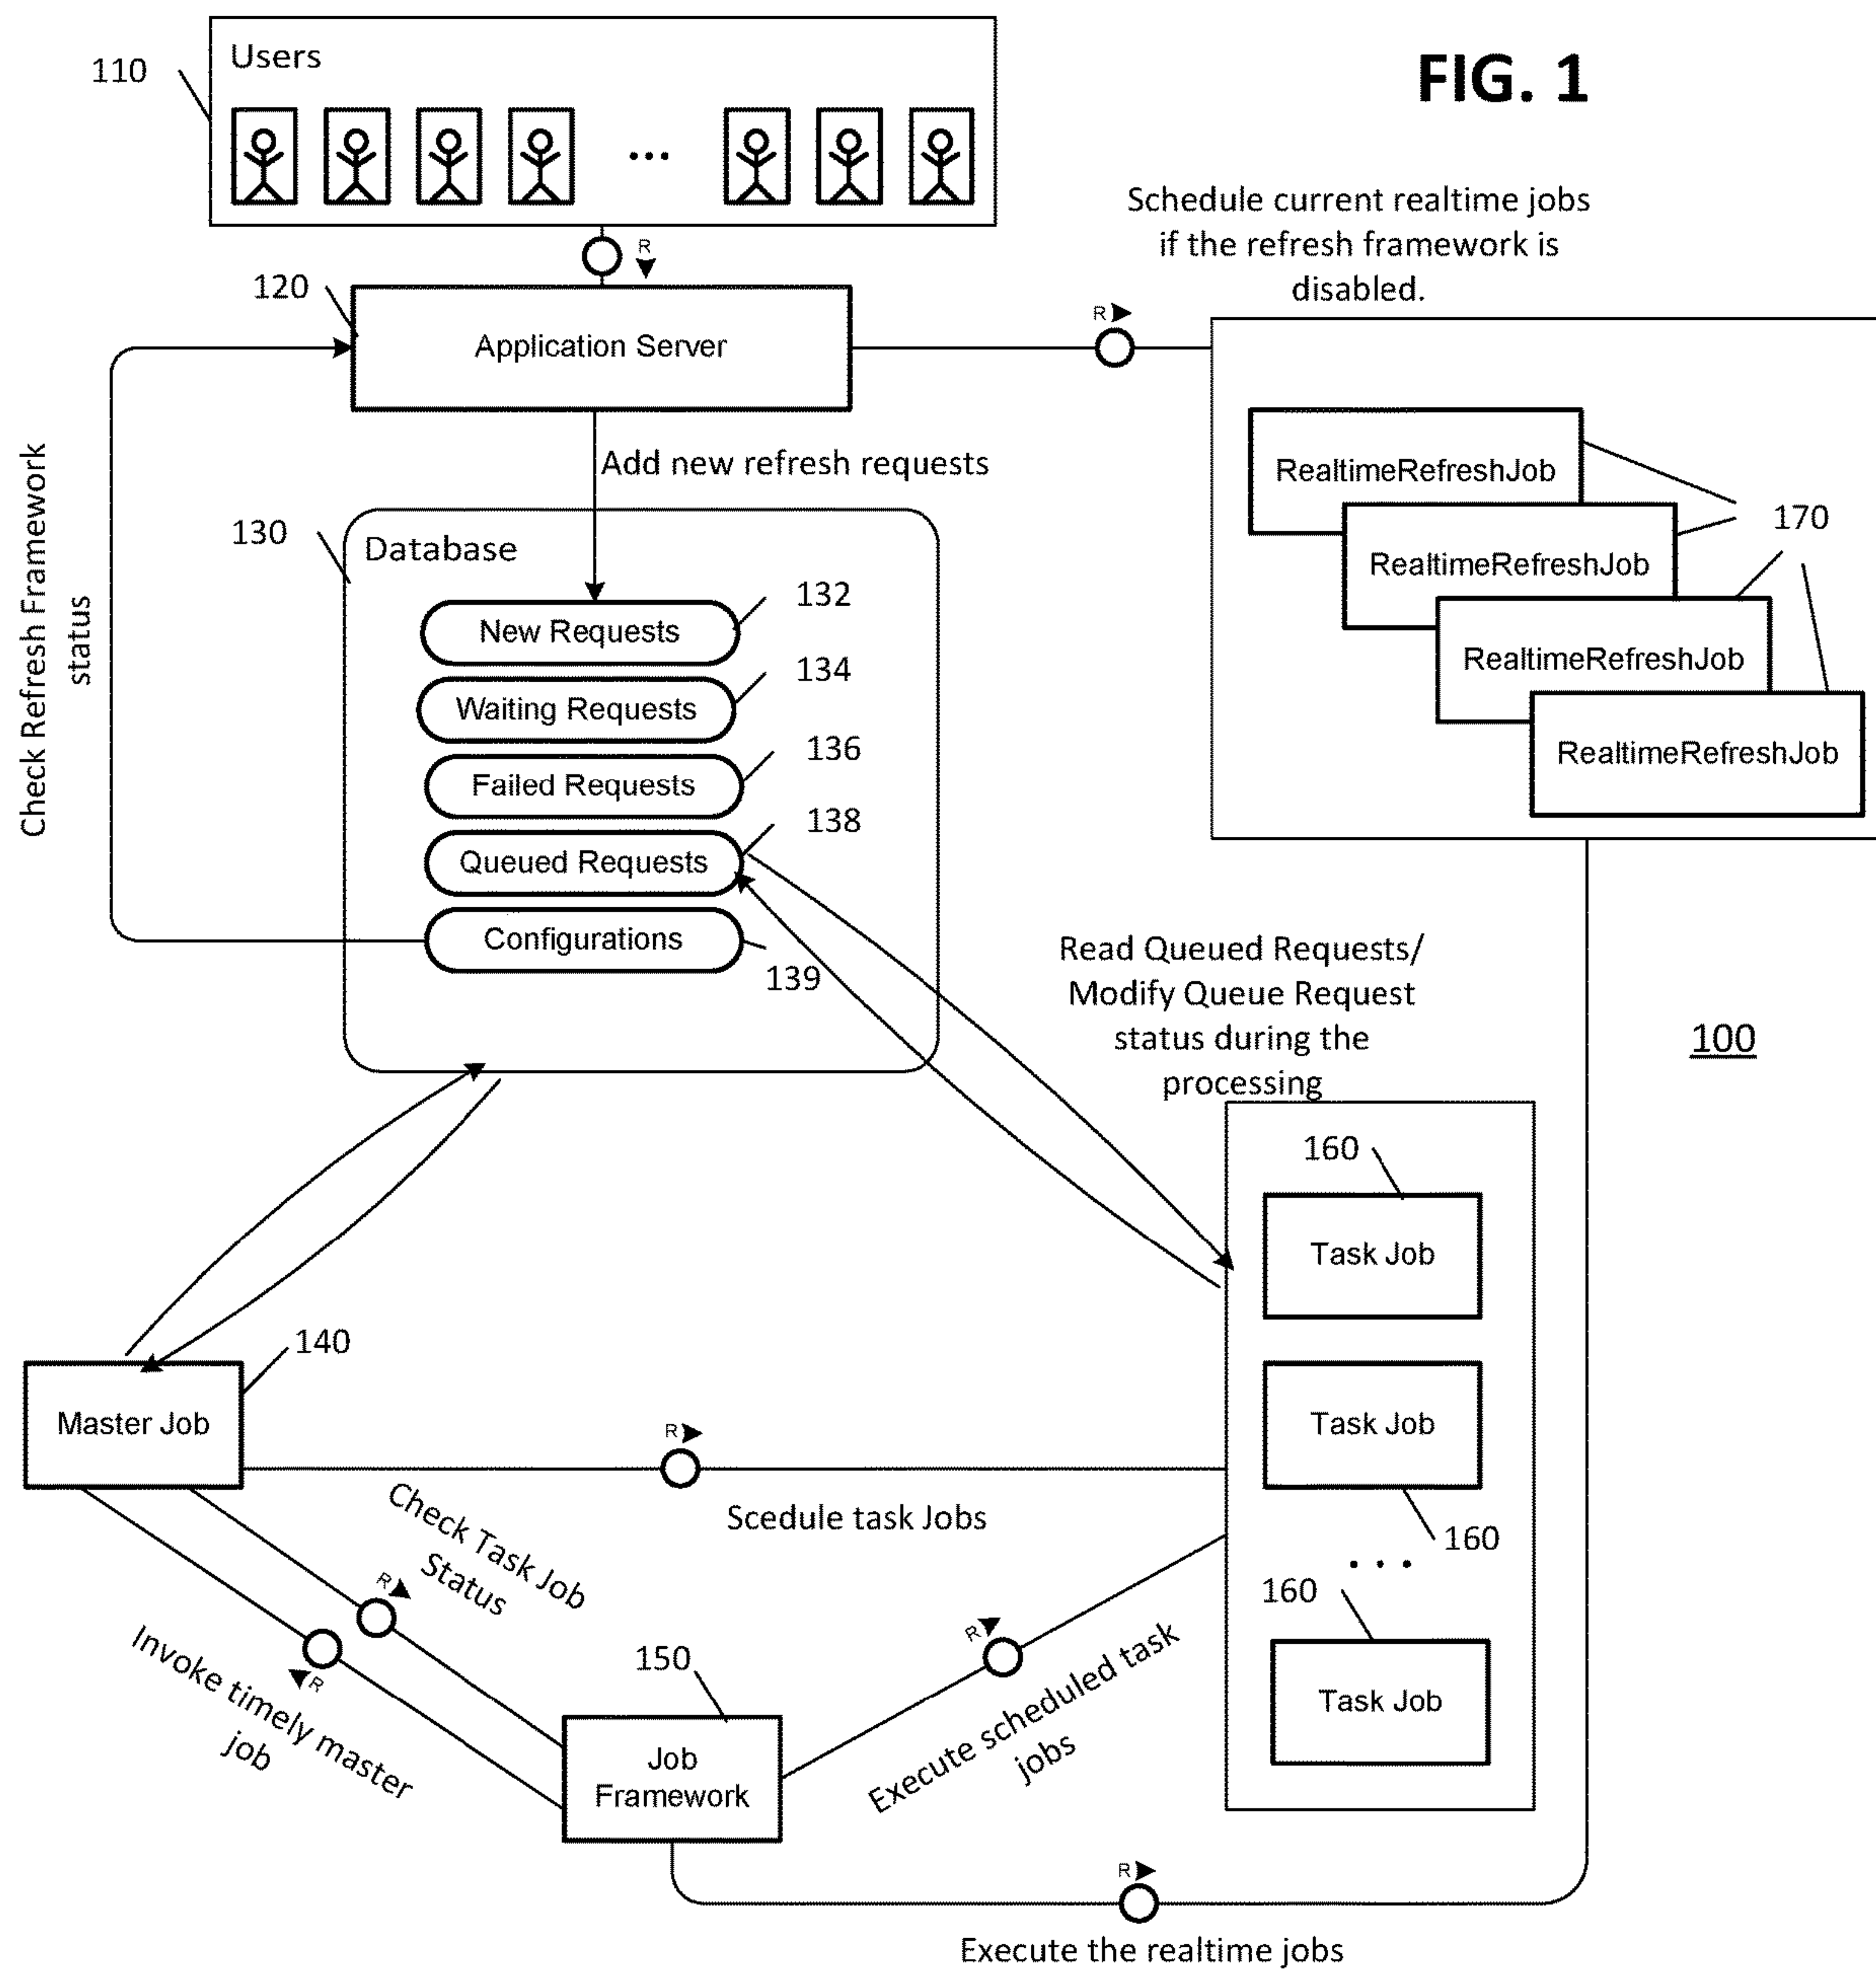 FIG. 1
110
Users
...
R
120
Application Server
Schedule current realtime jobs
if the refresh framework is
disabled.
R
RealtimeRefreshJob
RealtimeRefreshJob
RealtimeRefreshJob
RealtimeRefreshJob
170
Check Refresh Framework
status
Add new refresh requests
130
Database
New Requests
132
Waiting Requests
134
Failed Requests
136
Queued Requests
138
Configurations
139
Read Queued Requests/
Modify Queue Request
status during the
processing
100
160
Task Job
Task Job
160
...
160
Task Job
140
Master Job
R
Scedule task Jobs
Check Task Job
Status
R
Invoke timely master
job
R
150
Job
Framework
R
Execute scheduled task
jobs
R
Execute the realtime jobs